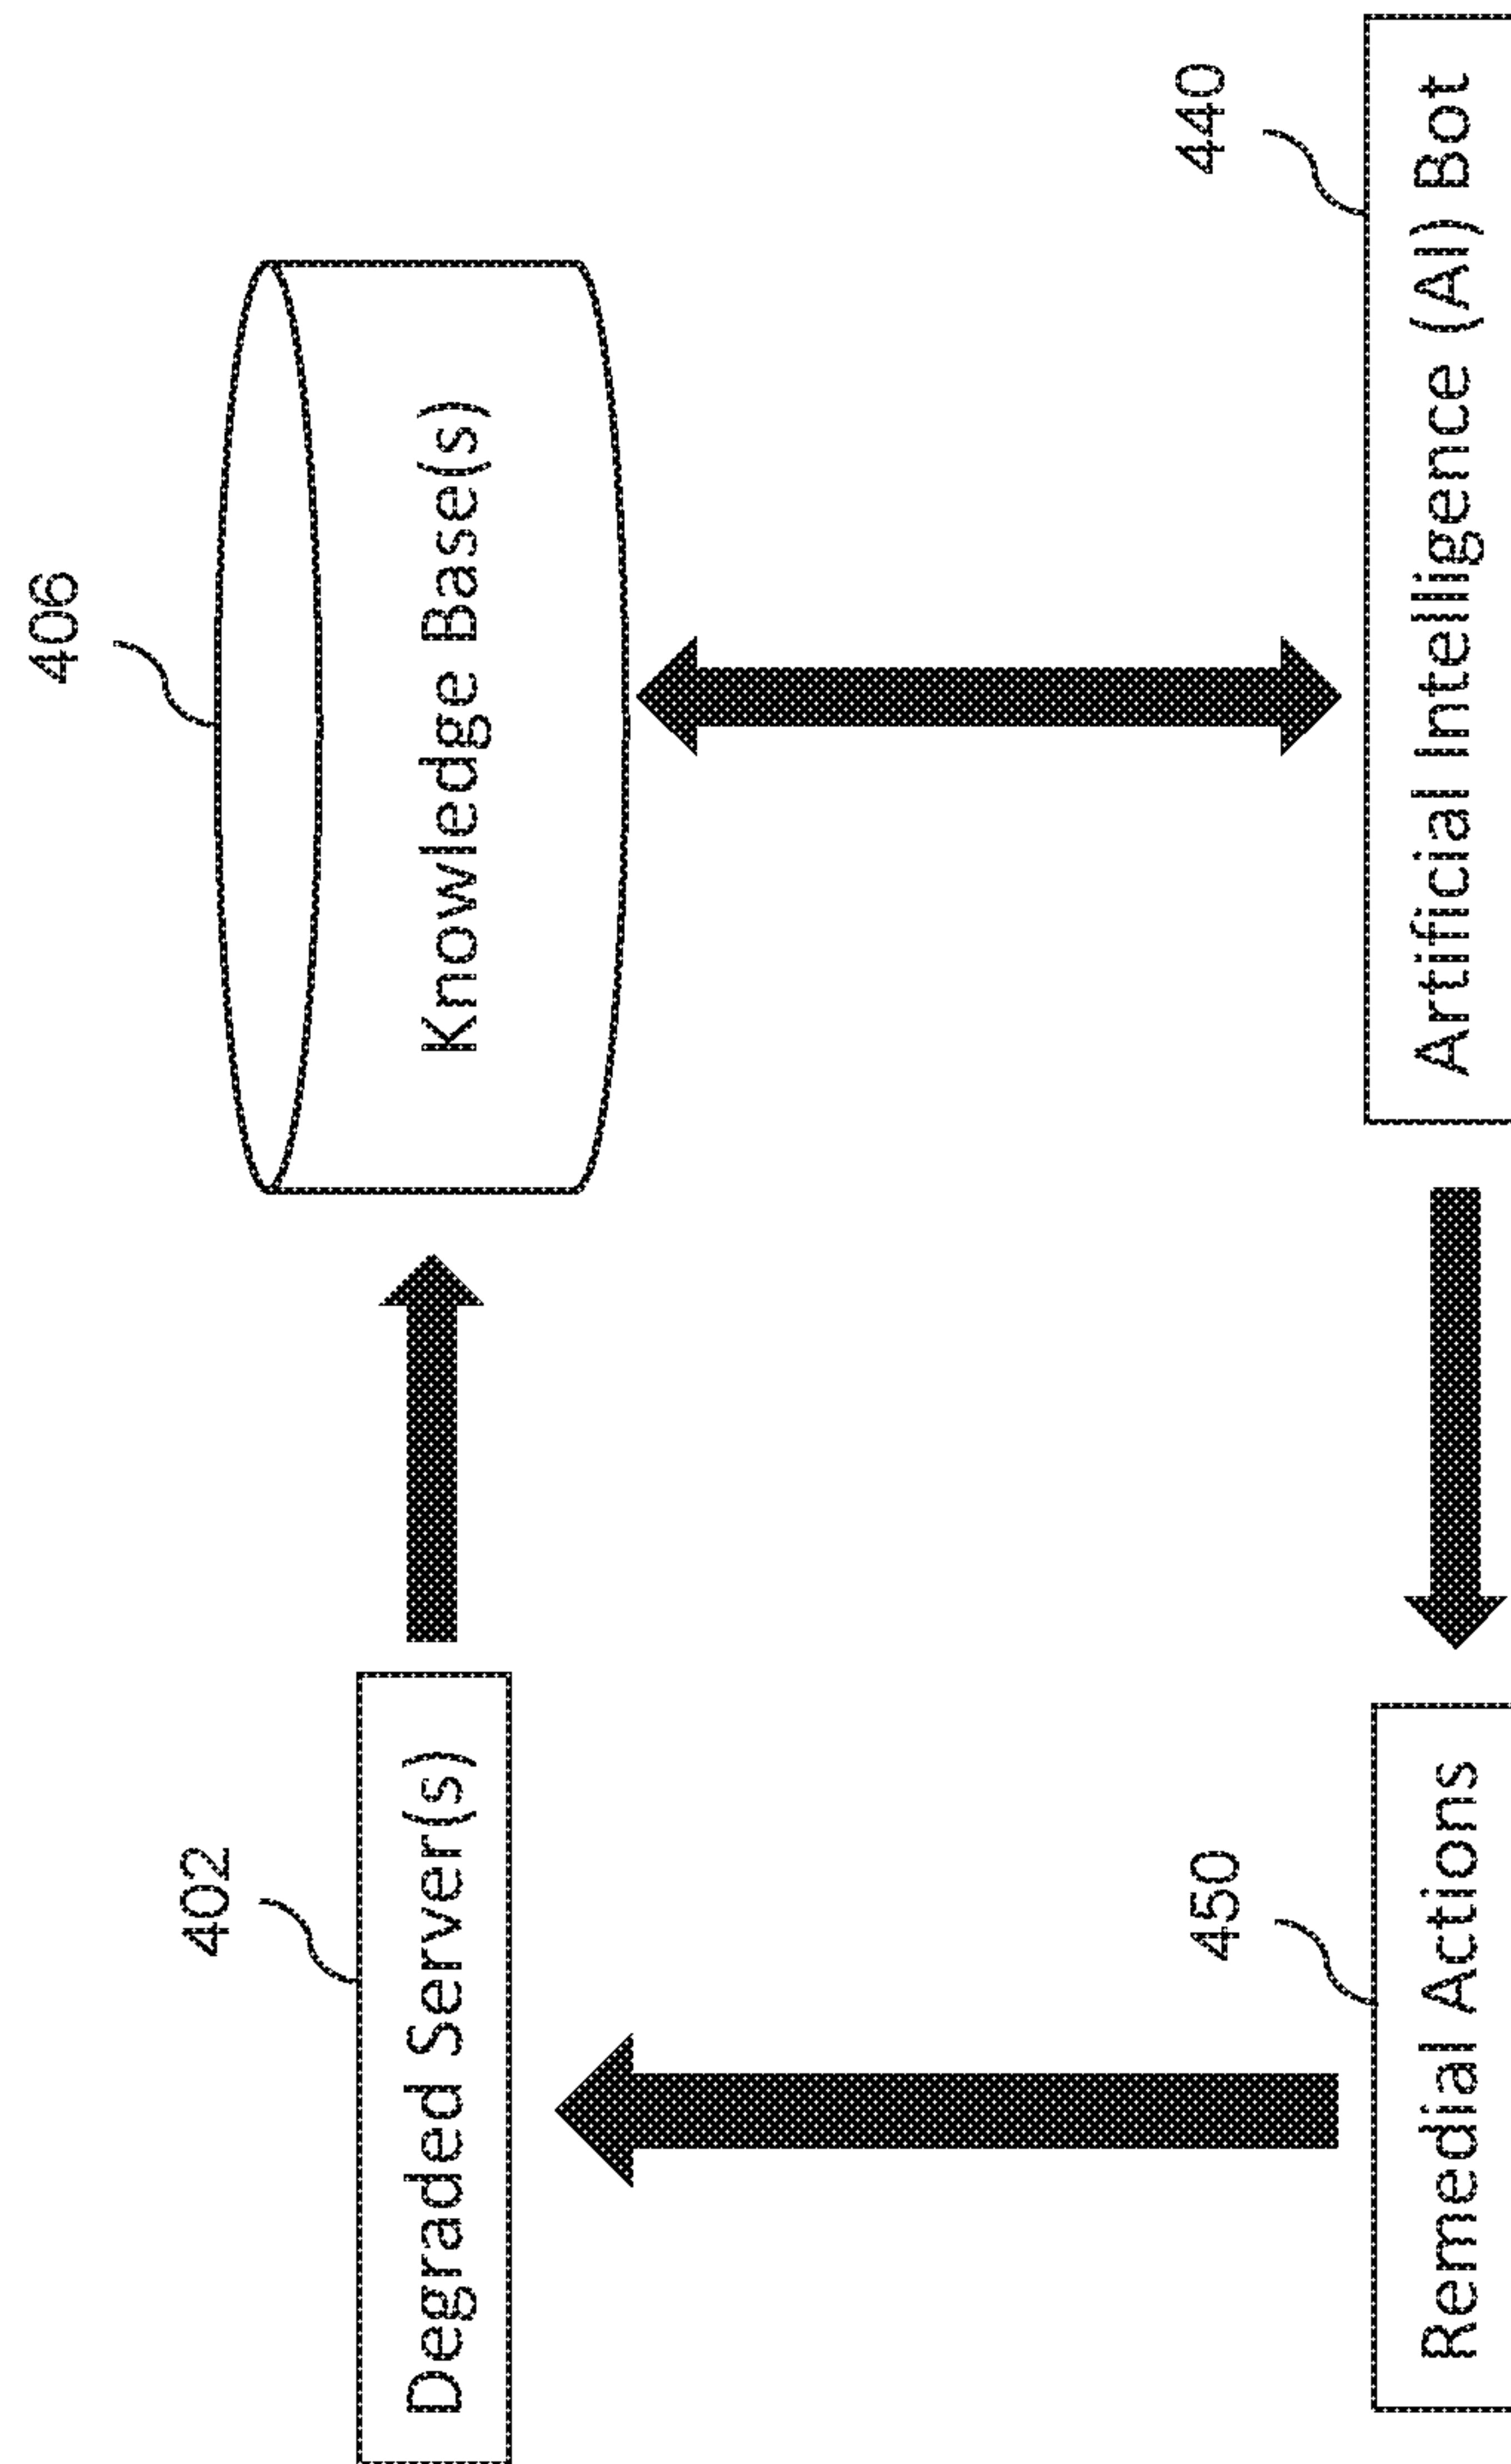 402
Degraded Server(s)
406
Knowledge Base(s)
450
Remedial Actions
440
Artificial Intelligence (AI) Bot